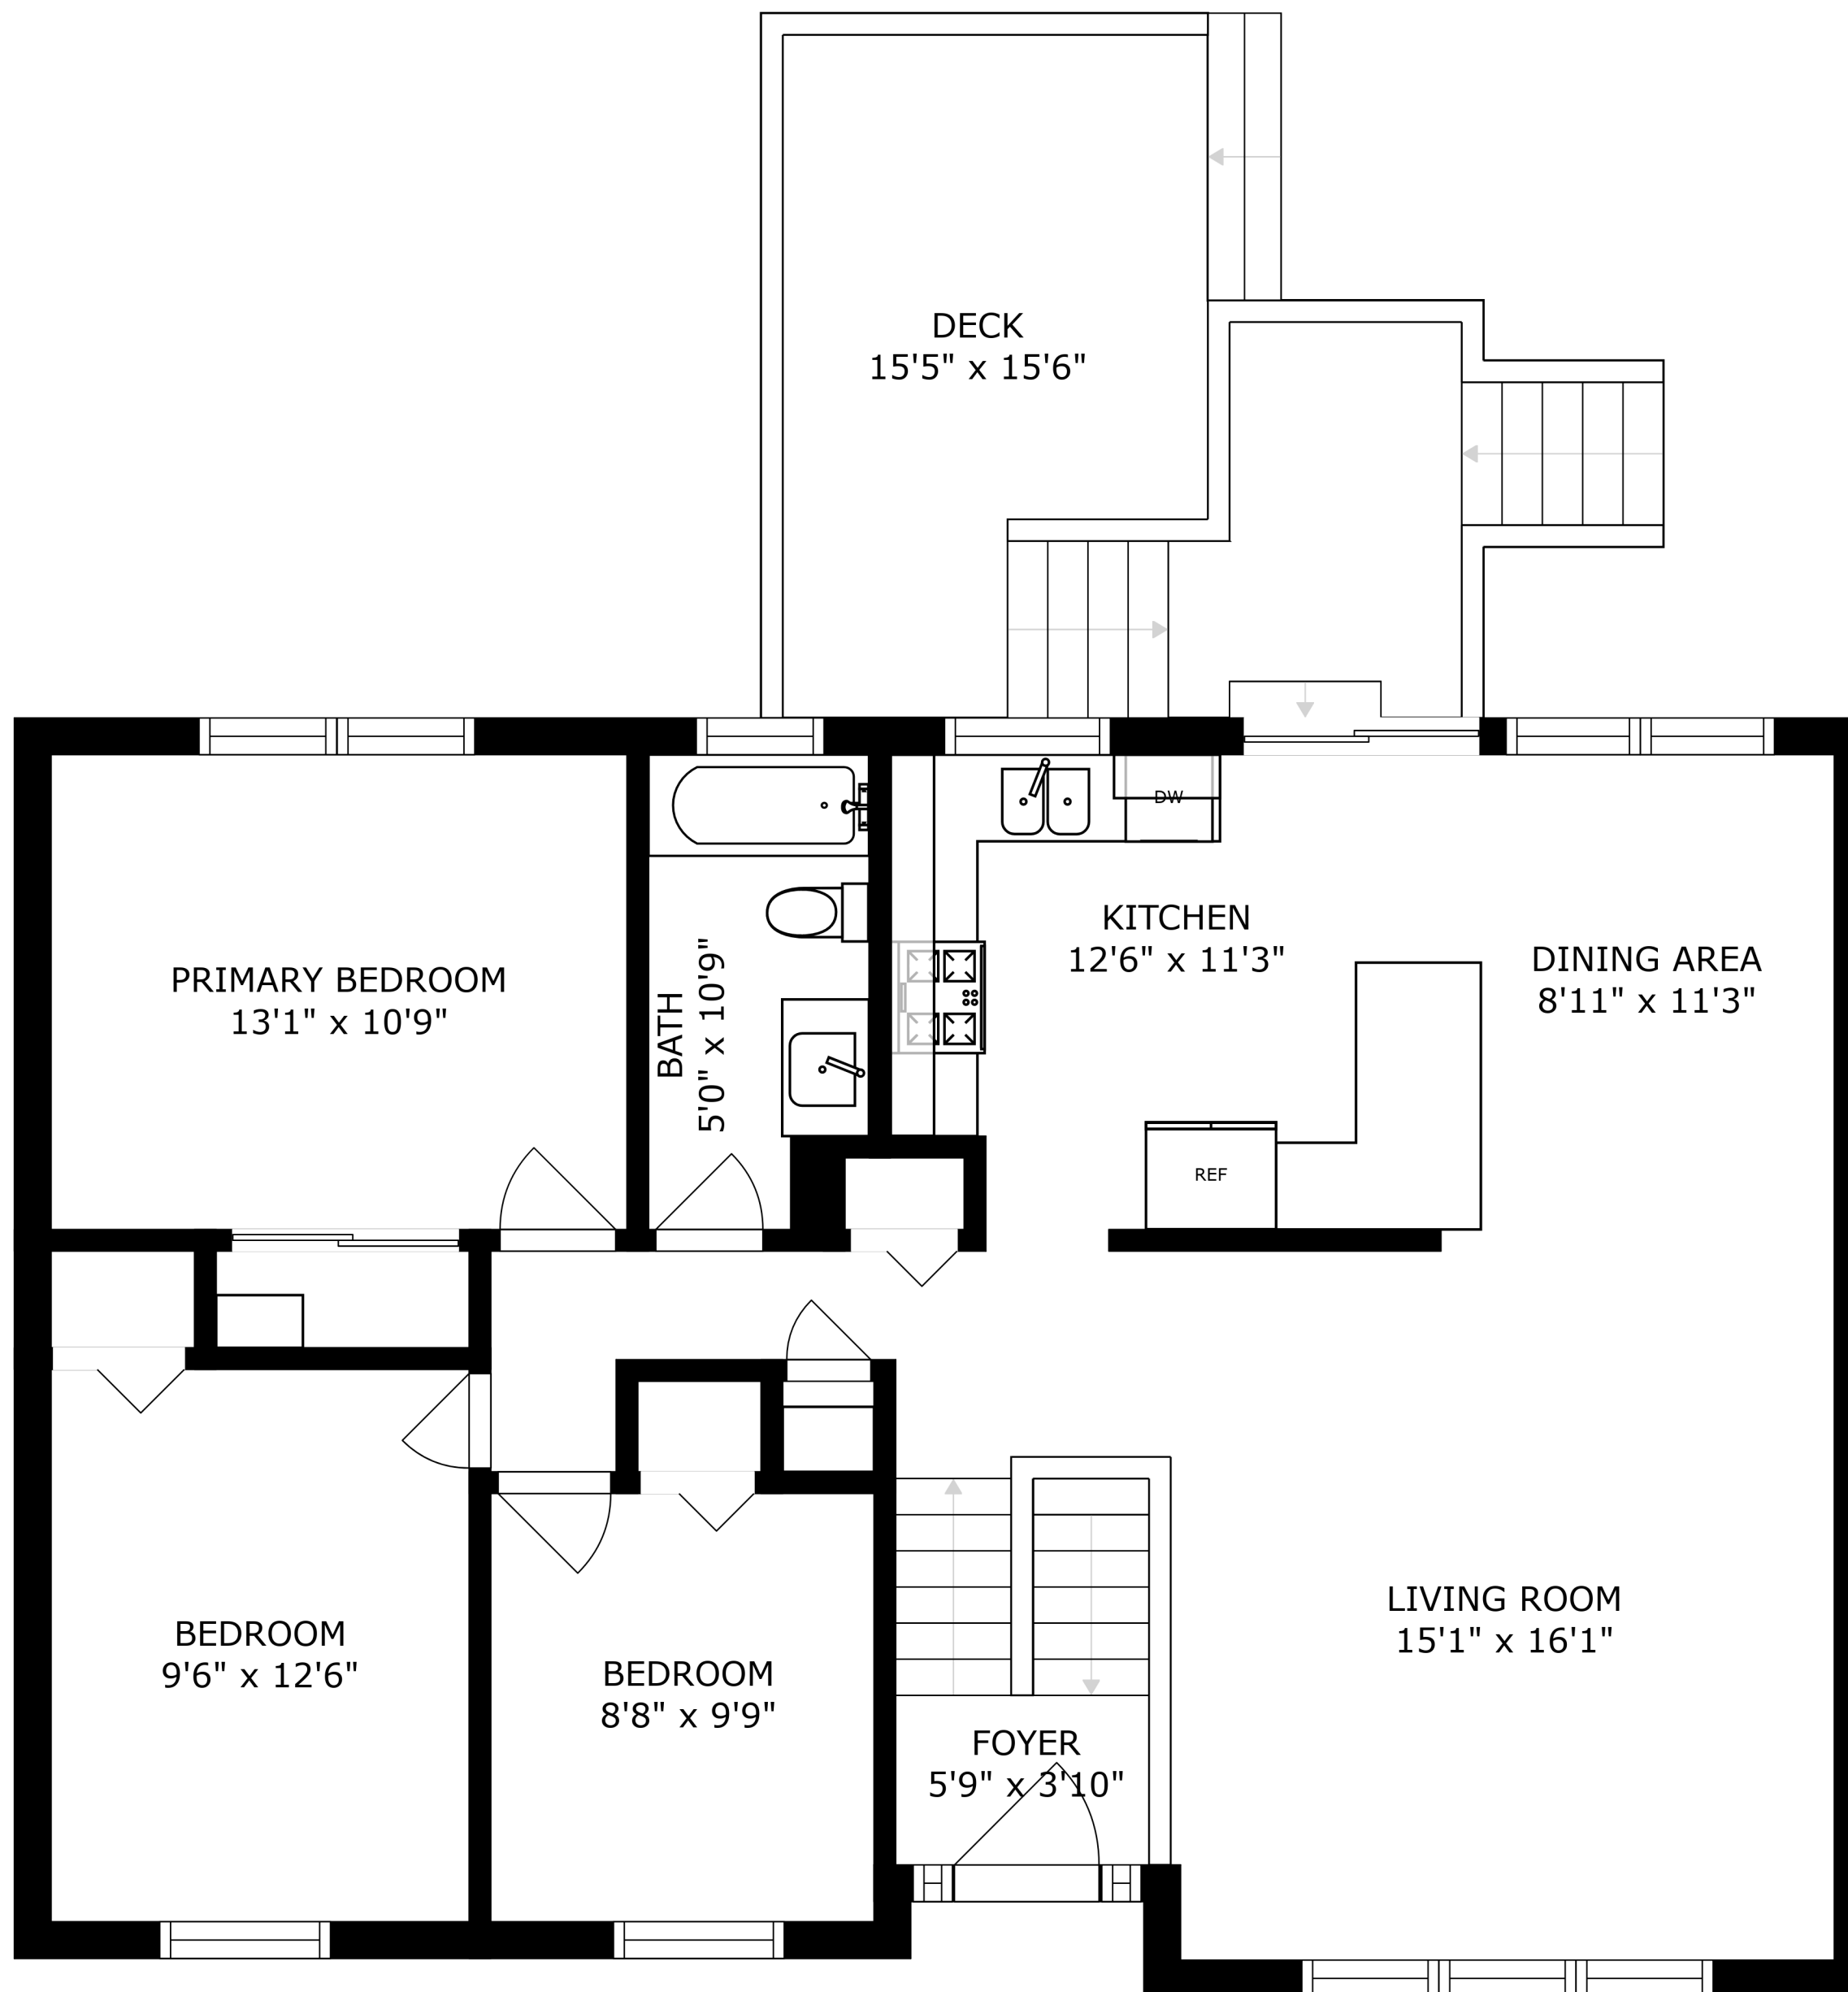 DECK
15'5" x 15'6"
DW
KITCHEN
12'6" x 11'3"
DINING AREA
8'11" x 11'3"
PRIMARY BEDROOM
13'1" x 10'9"
BATH
5'0" x 10'9"
REF
LIVING ROOM
15'1" x 16'1"
BEDROOM
9'6" x 12'6"
BEDROOM
8'8" x 9'9"
FOYER
5'9" x 3'10"